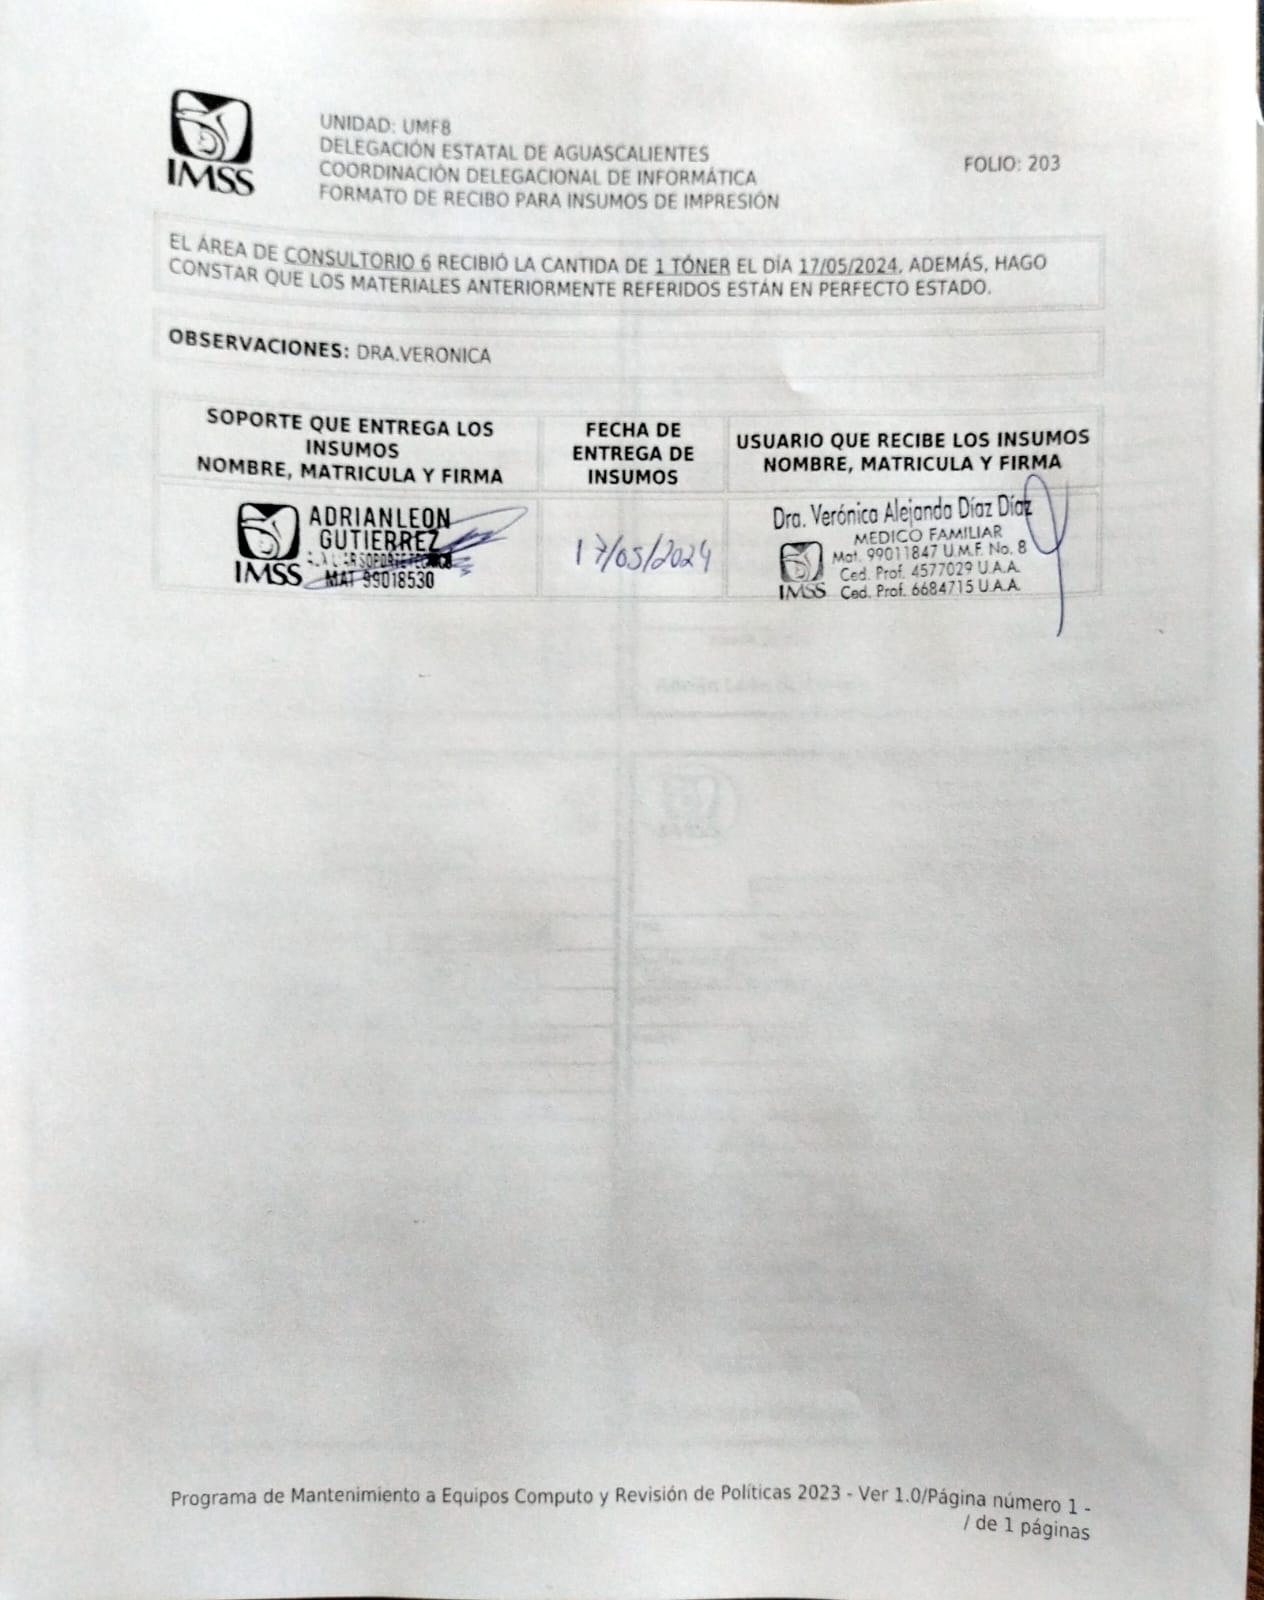 IMSS
UNIDAD: UMF8
DELEGACIÓN ESTATAL DE AGUASCALIENTES
COORDINACIÓN DELEGACIONAL DE INFORMÁTICA
FORMATO DE RECIBO PARA INSUMOS DE IMPRESIÓN
FOLIO: 203
EL ÁREA DE CONSULTORIO 6 RECIBIÓ LA CANTIDA DE 1 TÓNER EL DÍA 17/05/2024, ADEMÁS, HAGO
CONSTAR QUE LOS MATERIALES ANTERIORMENTE REFERIDOS ESTÁN EN PERFECTO ESTADO.
OBSERVACIONES: DRA.VERONICA
SOPORTE QUE ENTREGA LOS
INSUMOS
NOMBRE, MATRICULA Y FIRMA
FECHA DE
ENTREGA DE
INSUMOS
USUARIO QUE RECIBE LOS INSUMOS
NOMBRE, MATRICULA Y FIRMA
IMSS
ADRIAN LEON
GUTIERREZ
SOPORTE TECNICO
MAT 99018530
17/05/2024
Dra. Verónica Alejanda Díaz Díaz
MEDICO FAMILIAR
Mat. 99011847 U.M.F. No. 8
Ced. Prof. 4577029 U.A.A.
IMSS Ced. Prof. 6684715 U.A.A.
Programa de Mantenimiento a Equipos Computo y Revisión de Políticas 2023 - Ver 1.0/Página número 1 -
/ de 1 páginas